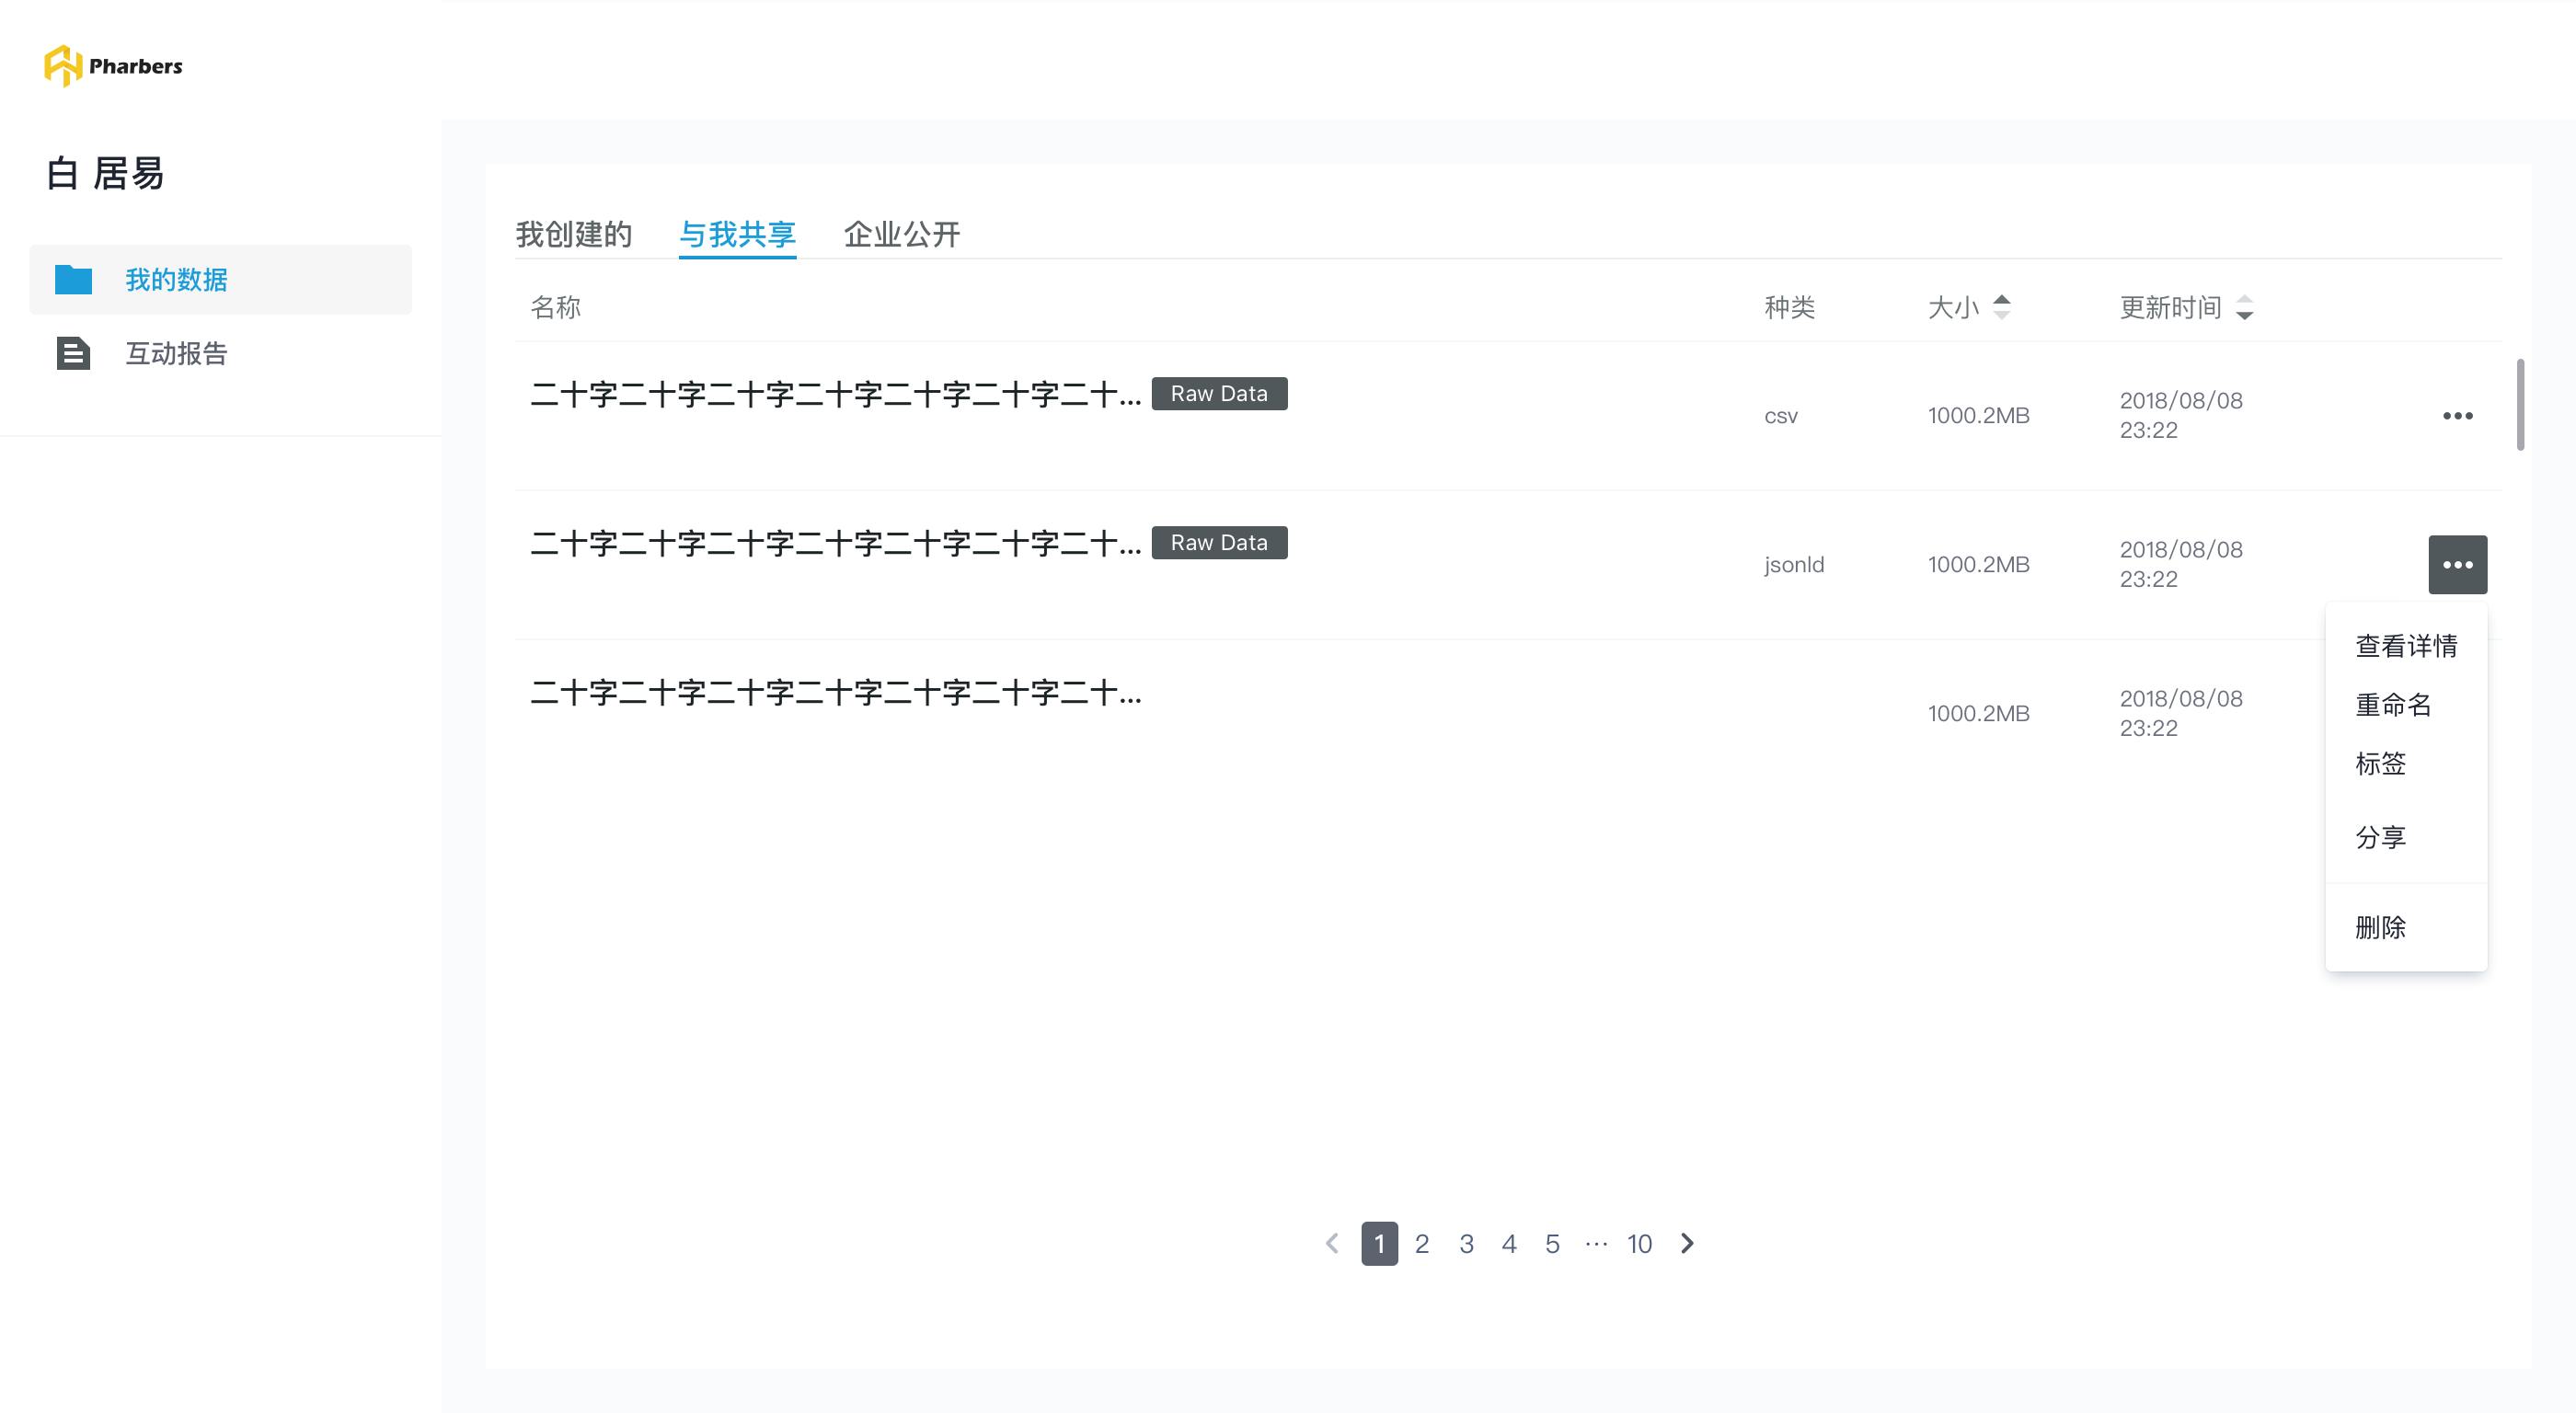 Pharbers
白 居易
我的数据
互动报告
我创建的 与我共享 企业公开
名称 种类 大小 更新时间
二十字二十字二十字二十字二十字二十字二十... Raw Data csv 1000.2MB 2018/08/08
23:22
二十字二十字二十字二十字二十字二十字二十... Raw Data jsonld 1000.2MB 2018/08/08
23:22
二十字二十字二十字二十字二十字二十字二十... 1000.2MB 2018/08/08
23:22
查看详情
重命名
标签
分享
删除
1 2 3 4 5 ··· 10